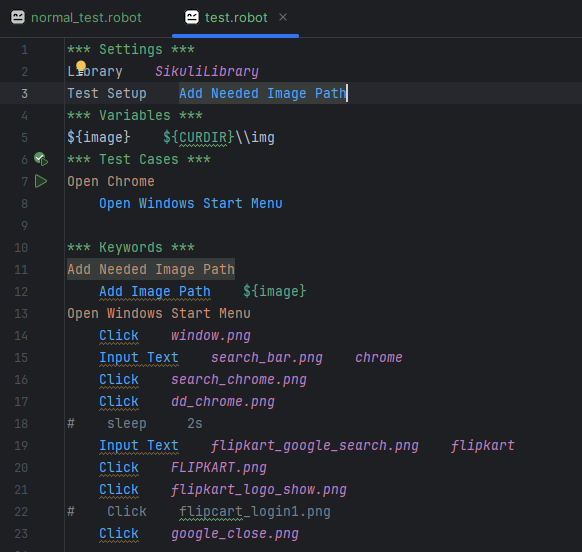 normal_test.robot    test.robot
1    *** Settings ***
2    Library    SikuliLibrary
3    Test Setup    Add Needed Image Path
4    *** Variables ***
5    ${image}    ${CURDIR}\\img
6    *** Test Cases ***
7    Open Chrome
8        Open Windows Start Menu
9
10    *** Keywords ***
11    Add Needed Image Path
12        Add Image Path    ${image}
13    Open Windows Start Menu
14        Click    window.png
15        Input Text    search_bar.png    chrome
16        Click    search_chrome.png
17        Click    dd_chrome.png
18    #    sleep     2s
19        Input Text    flipkart_google_search.png    flipkart
20        Click    FLIPKART.png
21        Click    flipkart_logo_show.png
22    #    Click    flipcart_login1.png
23        Click    google_close.png